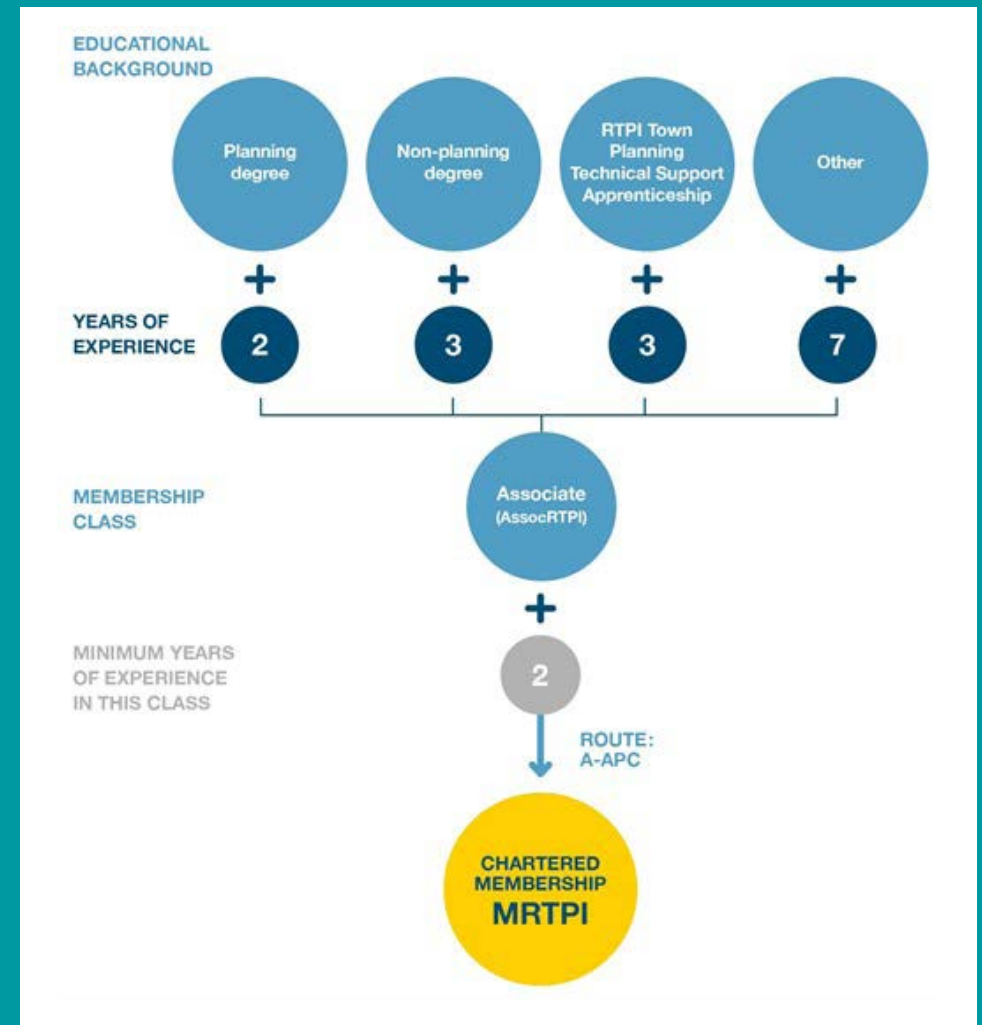 EDUCATIONAL
BACKGROUND
Planning
degree
Non-planning
degree
RTPI Town
Planning
Technical Support
Apprenticeship
Other
+
+
+
+
YEARS OF
EXPERIENCE
2
3
3
7
MEMBERSHIP
CLASS
Associate
(AssocRTPI)
+
MINIMUM YEARS
OF EXPERIENCE
IN THIS CLASS
2
ROUTE:
A-APC
CHARTERED
MEMBERSHIP
MRTPI